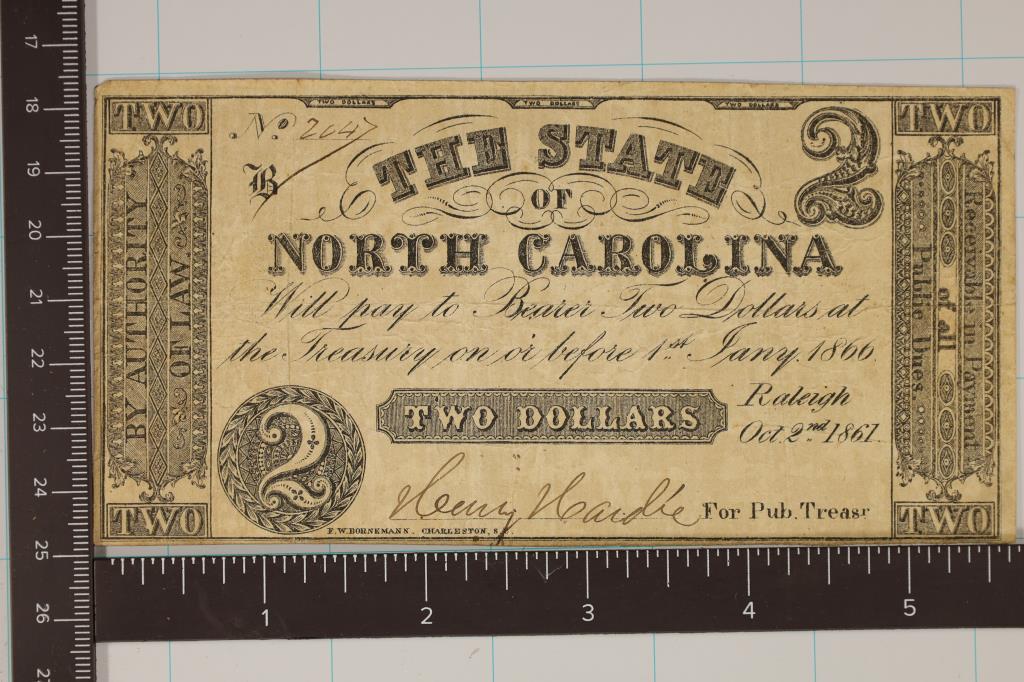 TWO DOLLARS TWO DOLLARS TWO DOLLARS
TWO TWO
No. 2047 2
B
THE STATE
OF
NORTH CAROLINA
Will pay to Bearer Two Dollars at
the Treasury on or before 1st Jany. 1866
BY AUTHORITY
OF LAW.
Receivable in Payment
of all
Public dues.
Raleigh
2 TWO DOLLARS
Oct. 2nd 1861.
Henry Hardie For Pub. Treasr
F. W. BORNEMANN. CHARLESTON, S.C.
TWO TWO
17
18
19
20
21
22
23
24
25
26
1 2 3 4 5